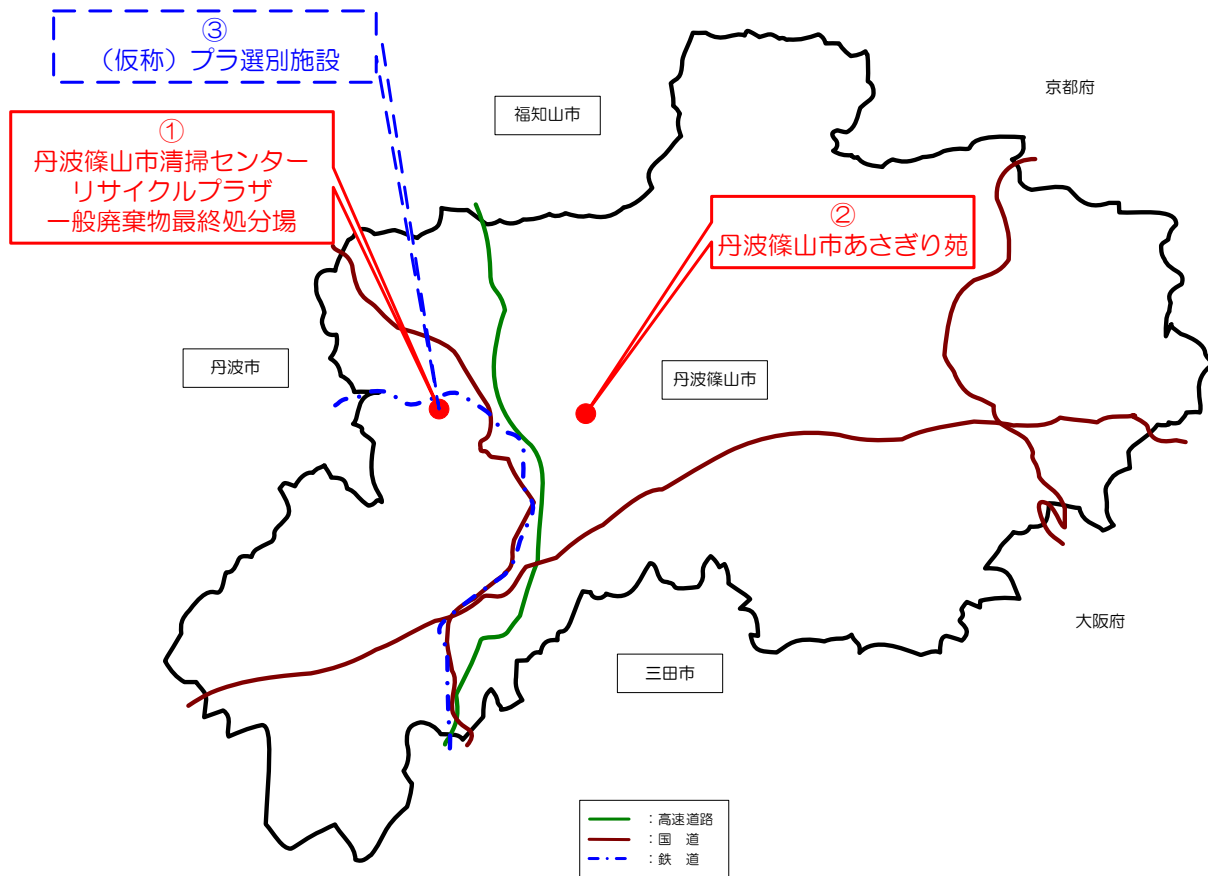 ③
（仮称）プラ選別施設
①
丹波篠山市清掃センター
リサイクルプラザ
一般廃棄物最終処分場
福知山市
京都府
②
丹波篠山市あさぎり苑
丹波市
丹波篠山市
大阪府
三田市
：高速道路
：国　道
：鉄　道